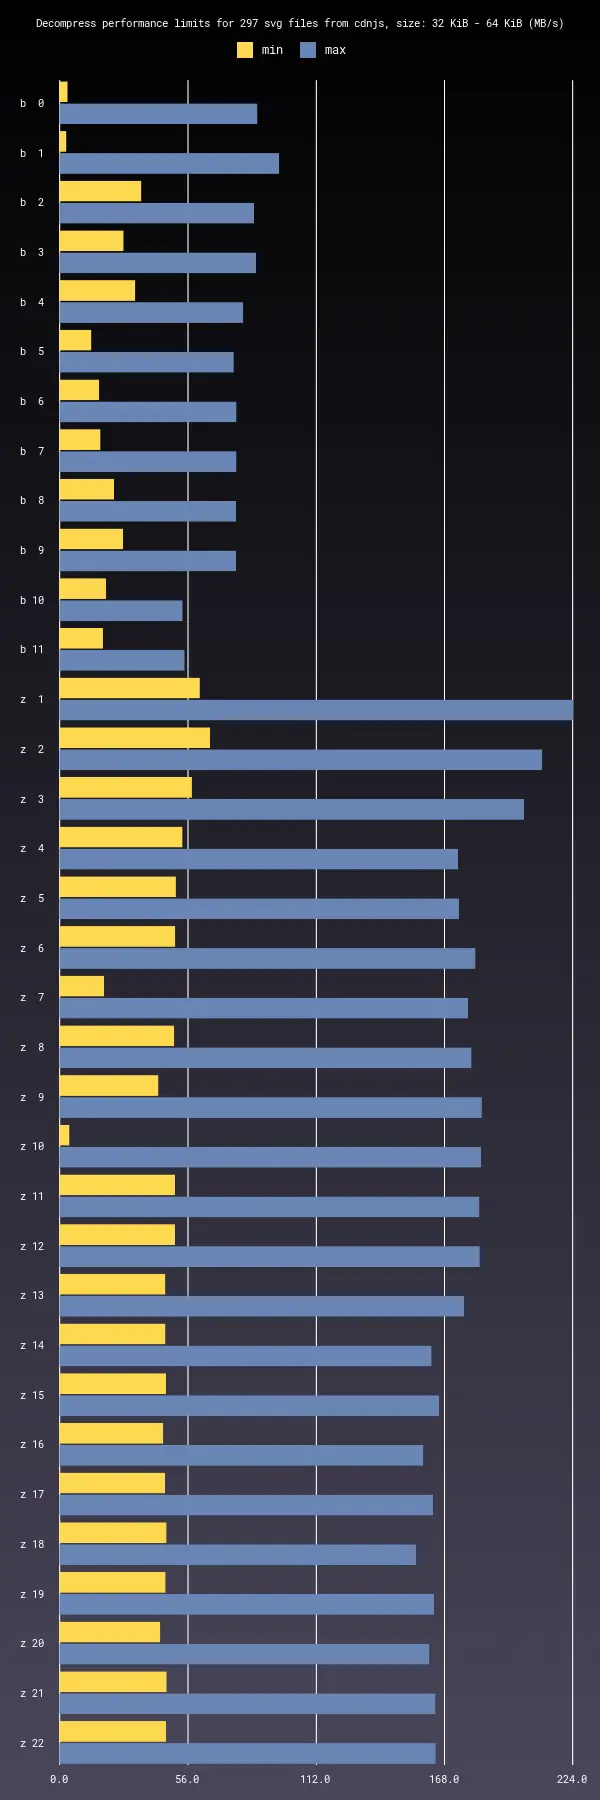 Decompress performance limits for 297 svg files from cdnjs, size: 32 KiB - 64 KiB (MB/s)
min max
b 0
b 1
b 2
b 3
b 4
b 5
b 6
b 7
b 8
b 9
b 10
b 11
z 1
z 2
z 3
z 4
z 5
z 6
z 7
z 8
z 9
z 10
z 11
z 12
z 13
z 14
z 15
z 16
z 17
z 18
z 19
z 20
z 21
z 22
0.0 56.0 112.0 168.0 224.0